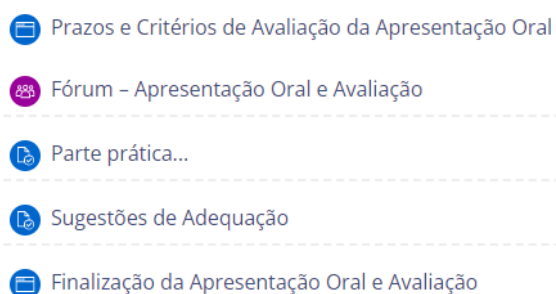 Prazos e Critérios de Avaliação da Apresentação Oral
Fórum – Apresentação Oral e Avaliação
Parte prática...
Sugestões de Adequação
Finalização da Apresentação Oral e Avaliação